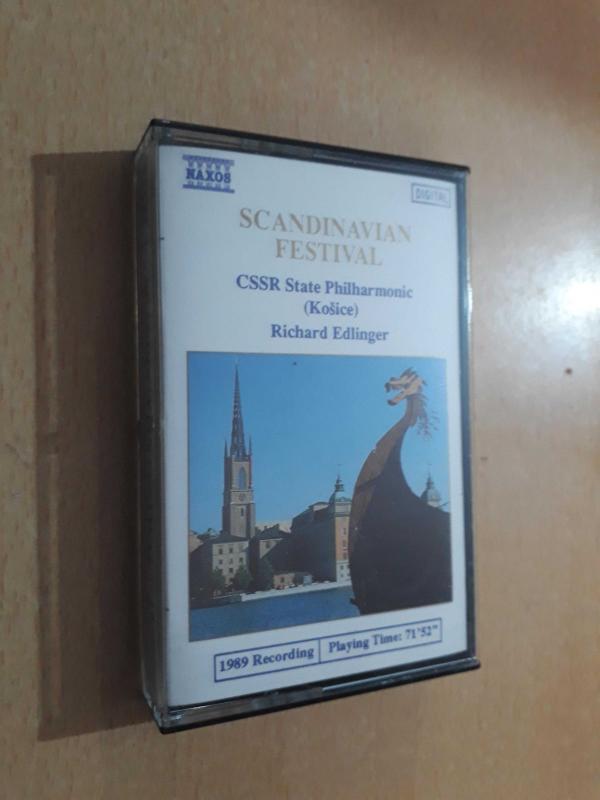 NAXOS
DIGITAL
SCANDINAVIAN
FESTIVAL
CSSR State Philharmonic
(Košice)
Richard Edlinger
1989 Recording
Playing Time: 71'52"